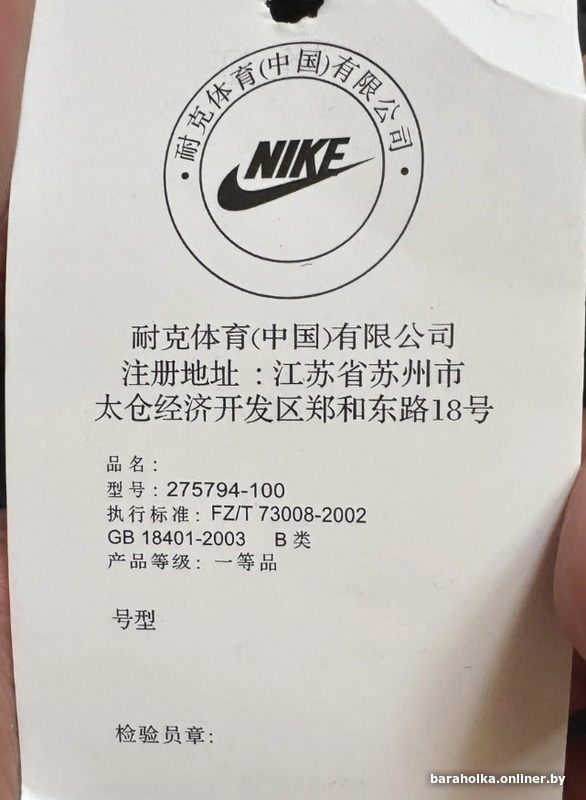 耐克体育(中国)有限公司
NIKE
耐克体育(中国)有限公司
注册地址：江苏省苏州市
太仓经济开发区郑和东路18号
品名：
型号：275794-100
执行标准：FZ/T 73008-2002
GB 18401-2003 B 类
产品等级：一等品
号型
检验员章：
baraholka.onliner.by